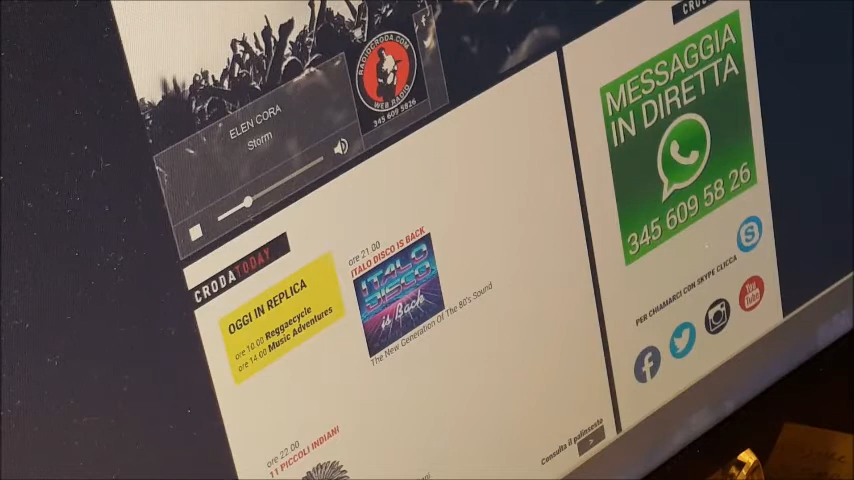 RADIOCRODA.COM
WEB RADIO
345 609 5826
ELEN CORA
Storm
CRODATODAY
OGGI IN REPLICA
ore 10.00 Reggaecycle
ore 14.00 Music Adventures
ore 21.00
ITALO DISCO IS BACK
ITALO
DISCO
is Back
The New Generation Of The 80's Sound
ore 22.00
11 PICCOLI INDIANI
Consulta il palinsesto
>
MESSAGGIA
IN DIRETTA
345 609 58 26
PER CHIAMARCI CON SKYPE CLICCA
You
Tube